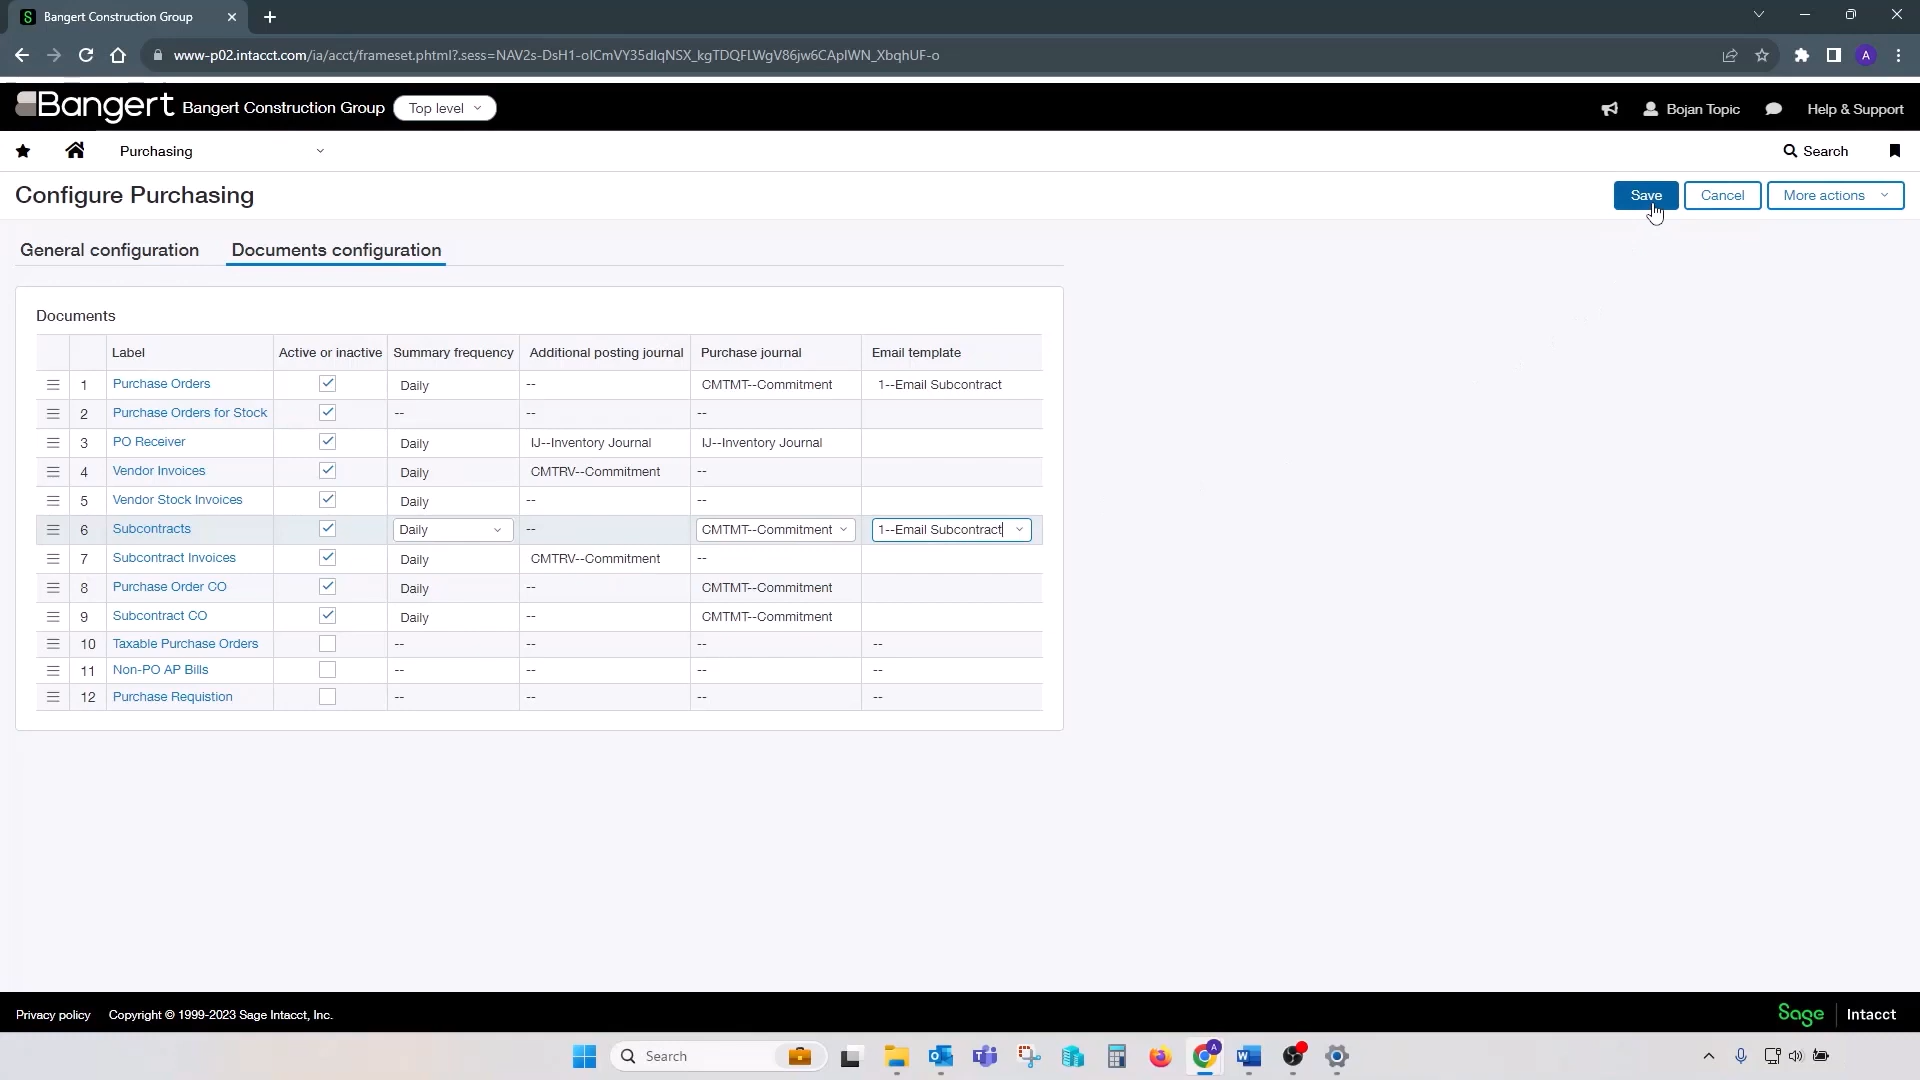 Bangert Construction Group
www-p02.intacct.com/ia/acct/frameset.phtml?.sess=NAV2s-DsH1-oICmVY35dlqNSX_kgTDQFLWgV86jw6CApIWN_XbqhUF-o
A
Bangert Bangert Construction Group Top level Bojan Topic Help & Support
Purchasing Search
Configure Purchasing Save Cancel More actions
General configuration Documents configuration
Documents
Label Active or inactive Summary frequency Additional posting journal Purchase journal Email template
1 Purchase Orders Daily -- CMTMT--Commitment 1--Email Subcontract
2 Purchase Orders for Stock -- -- --
3 PO Receiver Daily IJ--Inventory Journal IJ--Inventory Journal
4 Vendor Invoices Daily CMTRV--Commitment --
5 Vendor Stock Invoices Daily -- --
6 Subcontracts Daily -- CMTMT--Commitment 1--Email Subcontract
7 Subcontract Invoices Daily CMTRV--Commitment --
8 Purchase Order CO Daily -- CMTMT--Commitment
9 Subcontract CO Daily -- CMTMT--Commitment
10 Taxable Purchase Orders -- -- -- --
11 Non-PO AP Bills -- -- -- --
12 Purchase Requistion -- -- -- --
Privacy policy Copyright © 1999-2023 Sage Intacct, Inc. Sage Intacct
Search